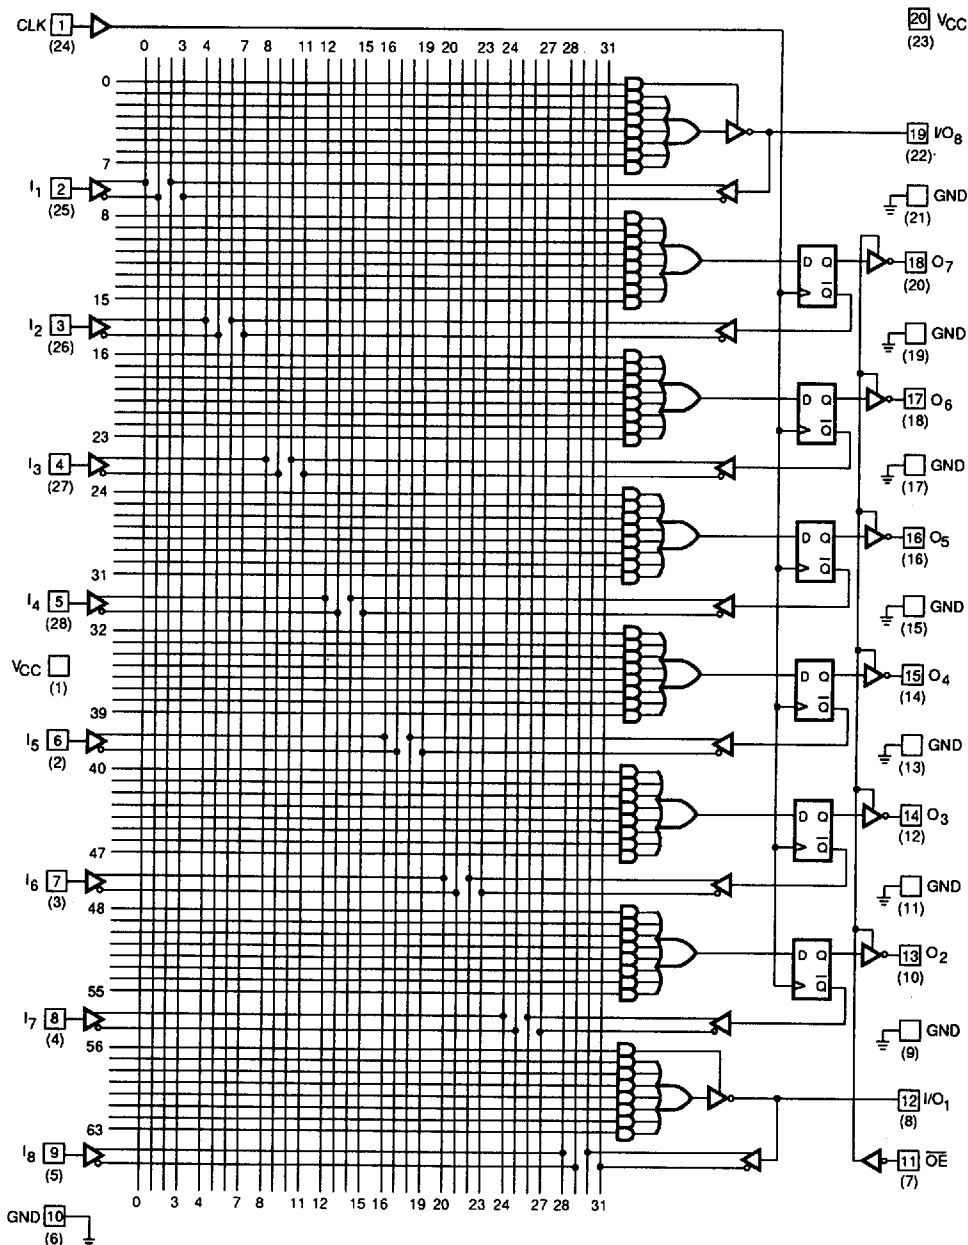 CLK 1 20 VCC
(24) (23)
0 3 4 7 8 11 12 15 16 19 20 23 24 27 28 31
0
19 I/O8
(22)
7
I1 2
(25)
GND
(21)
8
D Q 18 O7
Q (20)
15
I2 3
(26)
GND
(19)
16
D Q 17 O6
Q (18)
23
I3 4
(27)
GND
(17)
24
D Q 16 O5
Q (16)
31
I4 5
(28)
GND
(15)
32
VCC
(1)
D Q 15 O4
Q (14)
39
I5 6
(2)
GND
(13)
40
D Q 14 O3
Q (12)
47
I6 7
(3)
GND
(11)
48
D Q 13 O2
Q (10)
55
I7 8
(4)
GND
(9)
56
12 I/O1
(8)
63
I8 9
(5)
11 OE
(7)
0 3 4 7 8 11 12 15 16 19 20 23 24 27 28 31
GND 10
(6)